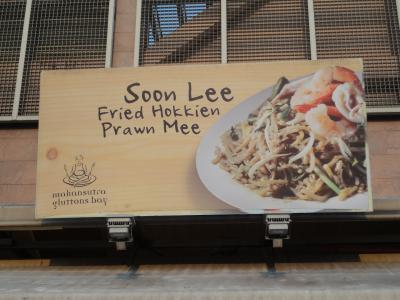 Soon Lee
Fried Hokkien
Prawn Mee
makansutra
gluttons bay